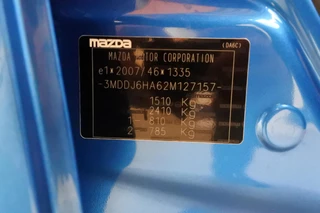 mazda
(DA6C)
MAZDA MOTOR CORPORATION
e1*2007/46*1335
-3MDDJ6HA62M127157-
1510 Kg
2410 Kg
1- 810 Kg
2- 785 Kg